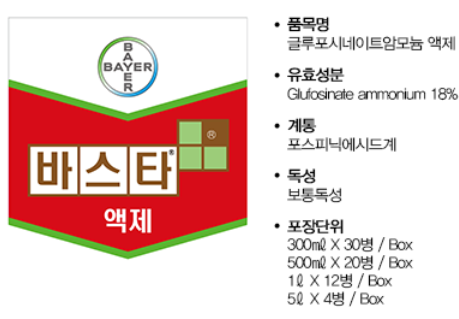 BAYER
BAYER
바스타®
®
액제
• 품목명
글루포시네이트암모늄 액제
• 유효성분
Glufosinate ammonium 18%
• 계통
포스피닉에시드계
• 독성
보통독성
• 포장단위
300㎖ X 30병 / Box
500㎖ X 20병 / Box
1ℓ X 12병 / Box
5ℓ X 4병 / Box